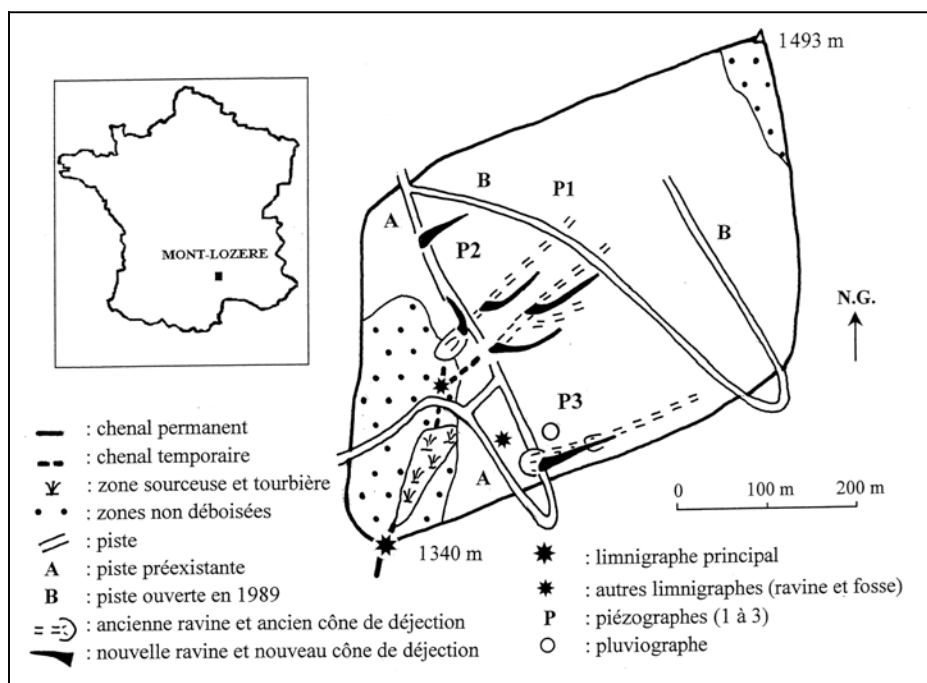 1493 m
MONT-LOZERE
B
P1
A
P2
B
N.G.
P3
A
0 100 m 200 m
1340 m
: chenal permanent
: chenal temporaire
: zone sourceuse et tourbière
: zones non déboisées
: piste
A : piste préexistante
B : piste ouverte en 1989
: ancienne ravine et ancien cône de déjection
: nouvelle ravine et nouveau cône de déjection
: limnigraphe principal
: autres limnigraphes (ravine et fosse)
P : piézographes (1 à 3)
: pluviographe